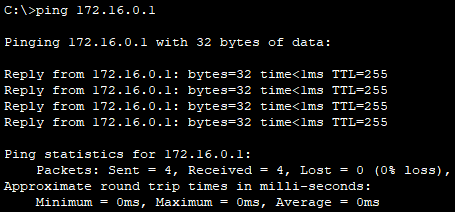 C:\>ping 172.16.0.1
Pinging 172.16.0.1 with 32 bytes of data:
Reply from 172.16.0.1: bytes=32 time<1ms TTL=255
Reply from 172.16.0.1: bytes=32 time<1ms TTL=255
Reply from 172.16.0.1: bytes=32 time<1ms TTL=255
Reply from 172.16.0.1: bytes=32 time<1ms TTL=255
Ping statistics for 172.16.0.1:
    Packets: Sent = 4, Received = 4, Lost = 0 (0% loss),
Approximate round trip times in milli-seconds:
    Minimum = 0ms, Maximum = 0ms, Average = 0ms